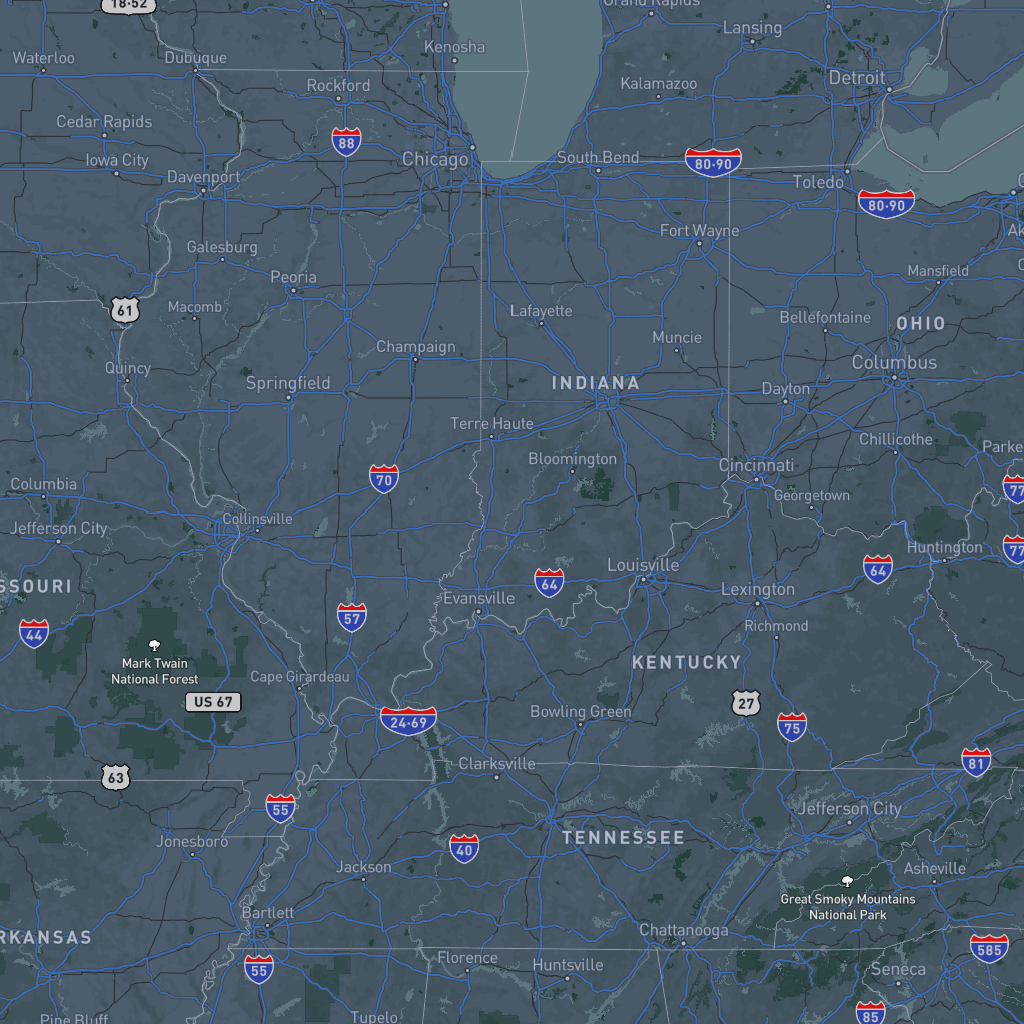 18·52
Grand Rapids
Lansing
Waterloo
Dubuque
Kenosha
Rockford
Kalamazoo
Detroit
Cedar Rapids
88
Iowa City
Chicago
South Bend
80·90
Davenport
Toledo
80·90
Fort Wayne
Galesburg
Peoria
Mansfield
61
Macomb
Lafayette
Bellefontaine
OHIO
Muncie
Champaign
Quincy
Springfield
INDIANA
Columbus
Dayton
Terre Haute
Chillicothe
Parke
Bloomington
Cincinnati
70
Columbia
77
Georgetown
Collinsville
Jefferson City
Huntington
77
Louisville
64
64
SSOURI
Lexington
Evansville
57
Richmond
44
Mark Twain
National Forest
KENTUCKY
Cape Girardeau
US 67
27
Bowling Green
24·69
75
Clarksville
81
63
55
Jefferson City
TENNESSEE
Jonesboro
40
Jackson
Asheville
Great Smoky Mountains
National Park
Bartlett
Chattanooga
RKANSAS
585
Florence
Huntsville
55
Seneca
85
Pine Bluff
Tupelo